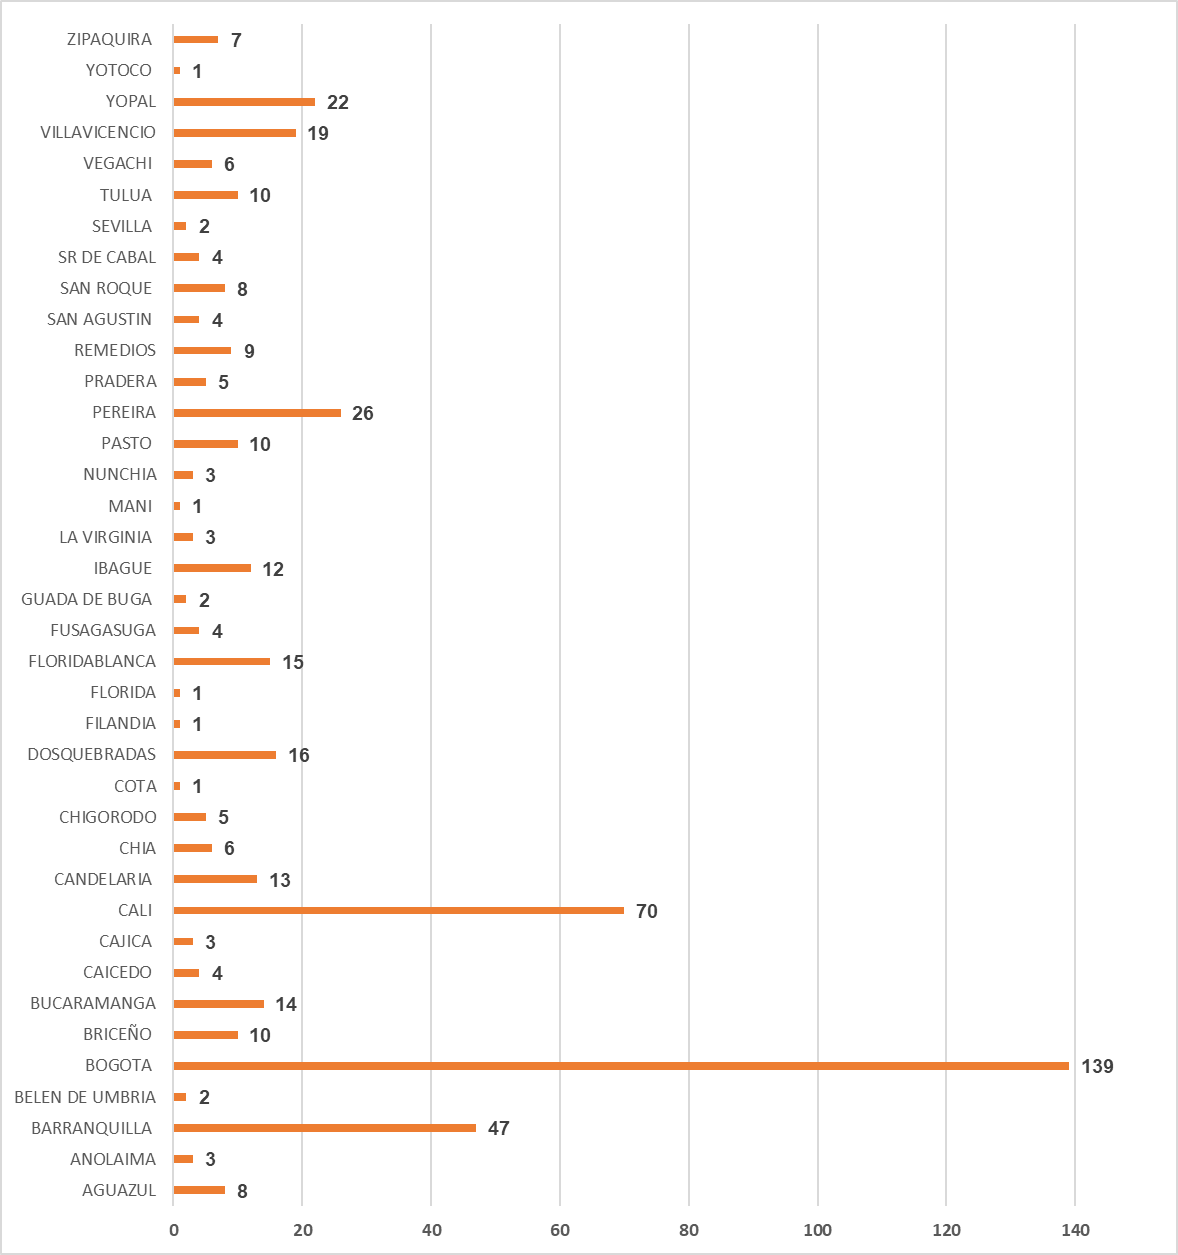 ZIPAQUIRA 7
YOTOCO 1
YOPAL 22
VILLAVICENCIO 19
VEGACHI 6
TULUA 10
SEVILLA 2
SR DE CABAL 4
SAN ROQUE 8
SAN AGUSTIN 4
REMEDIOS 9
PRADERA 5
PEREIRA 26
PASTO 10
NUNCHIA 3
MANI 1
LA VIRGINIA 3
IBAGUE 12
GUADA DE BUGA 2
FUSAGASUGA 4
FLORIDABLANCA 15
FLORIDA 1
FILANDIA 1
DOSQUEBRADAS 16
COTA 1
CHIGORODO 5
CHIA 6
CANDELARIA 13
CALI 70
CAJICA 3
CAICEDO 4
BUCARAMANGA 14
BRICEÑO 10
BOGOTA 139
BELEN DE UMBRIA 2
BARRANQUILLA 47
ANOLAIMA 3
AGUAZUL 8
0 20 40 60 80 100 120 140